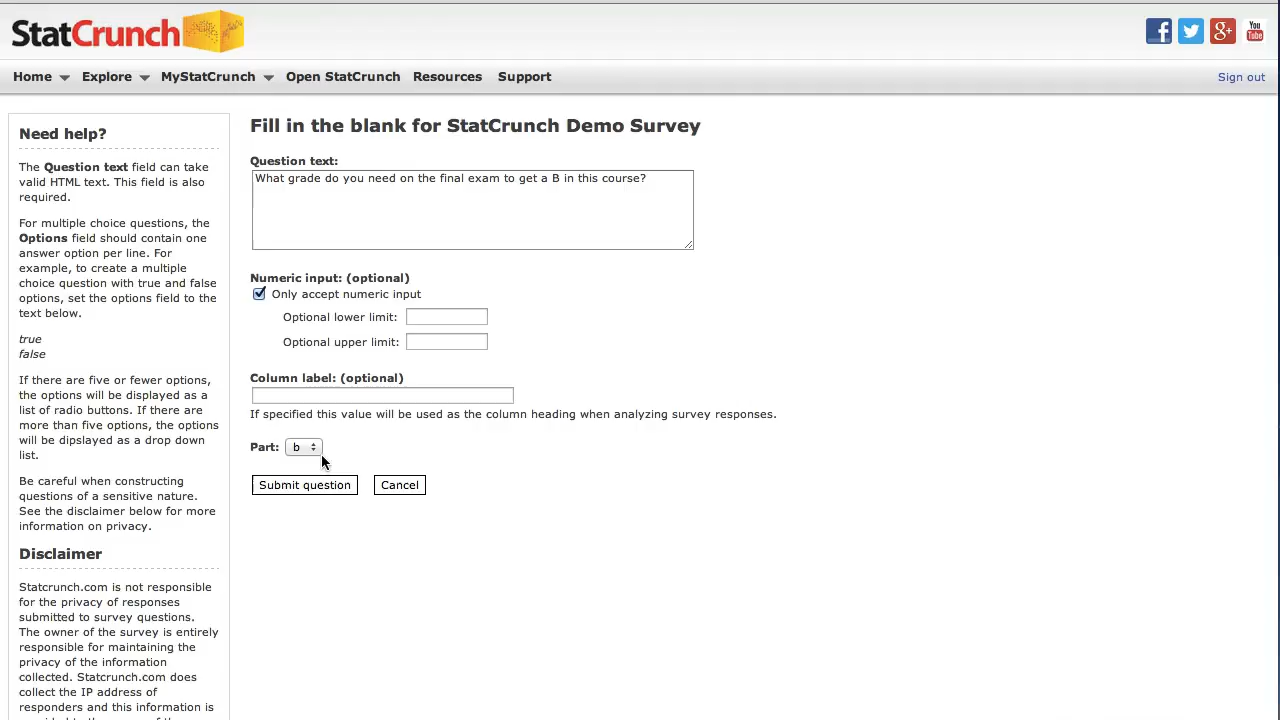 StatCrunch
You
Tube
Home Explore MyStatCrunch Open StatCrunch Resources Support Sign out
Need help?
The Question text field can take
valid HTML text. This field is also
required.
For multiple choice questions, the
Options field should contain one
answer option per line. For
example, to create a multiple
choice question with true and false
options, set the options field to the
text below.
true
false
If there are five or fewer options,
the options will be displayed as a
list of radio buttons. If there are
more than five options, the options
will be dipslayed as a drop down
list.
Be careful when constructing
questions of a sensitive nature.
See the disclaimer below for more
information on privacy.
Disclaimer
Statcrunch.com is not responsible
for the privacy of responses
submitted to survey questions.
The owner of the survey is entirely
responsible for maintaining the
privacy of the information
collected. Statcrunch.com does
collect the IP address of
responders and this information is
Fill in the blank for StatCrunch Demo Survey
Question text:
What grade do you need on the final exam to get a B in this course?
Numeric input: (optional)
Only accept numeric input
Optional lower limit:
Optional upper limit:
Column label: (optional)
If specified this value will be used as the column heading when analyzing survey responses.
Part: b
Submit question Cancel